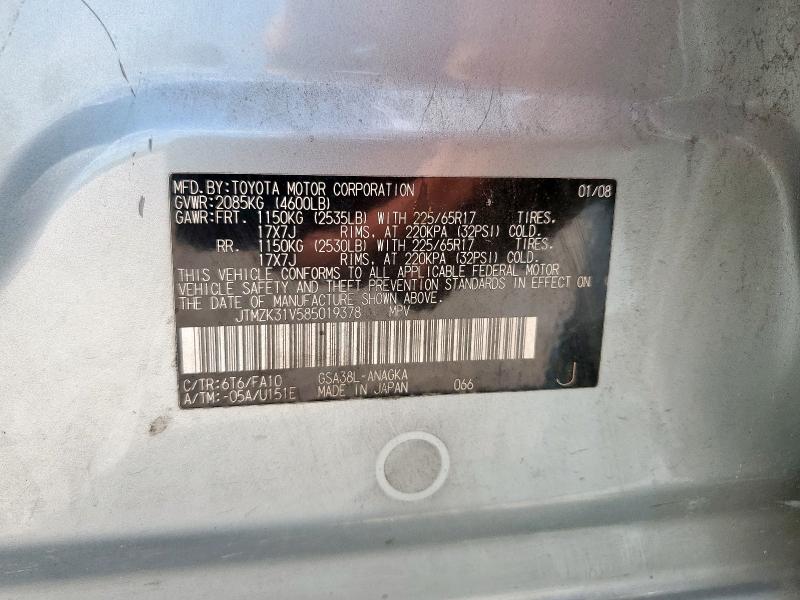 MFD.BY:TOYOTA MOTOR CORPORATION 01/08
GVWR:2085KG (4600LB)
GAWR:FRT. 1150KG (2535LB) WITH 225/65R17 TIRES.
17X7J RIMS. AT 220KPA (32PSI) COLD.
RR. 1150KG (2530LB) WITH 225/65R17 TIRES.
17X7J RIMS. AT 220KPA (32PSI) COLD.
THIS VEHICLE CONFORMS TO ALL APPLICABLE FEDERAL MOTOR
VEHICLE SAFETY AND THEFT PREVENTION STANDARDS IN EFFECT ON
THE DATE OF MANUFACTURE SHOWN ABOVE.
JTMZK31V585019378 MPV
C/TR:6T6/FA10 GSA38L-ANAGKA
A/TM:-05A/U151E MADE IN JAPAN 066 J